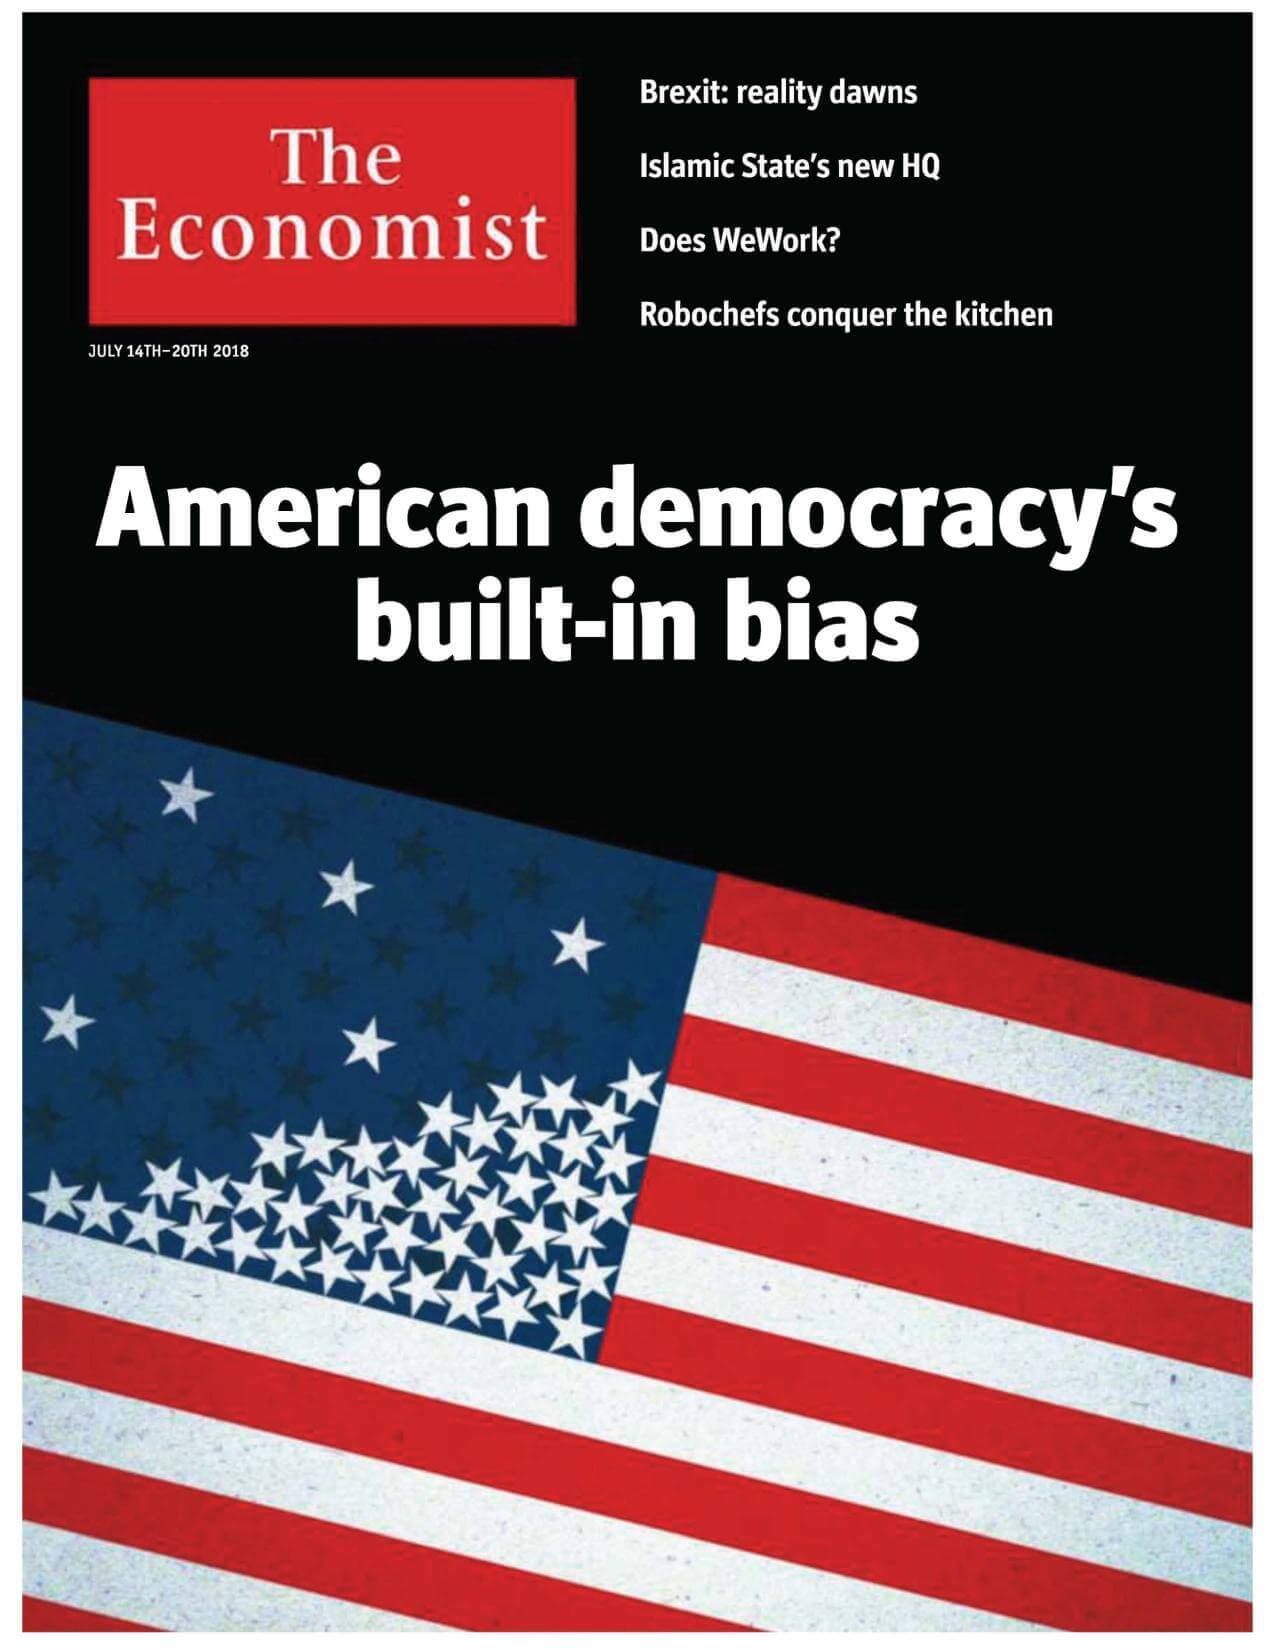 The
Economist
JULY 14TH–20TH 2018
Brexit: reality dawns
Islamic State’s new HQ
Does WeWork?
Robochefs conquer the kitchen
American democracy’s
built-in bias